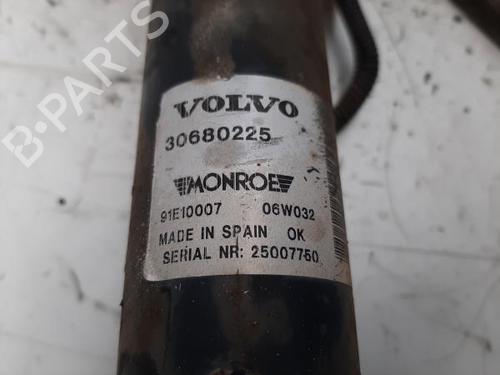 VOLVO
30680225
MONROE
91E10007 06W032
MADE IN SPAIN OK
SERIAL NR: 25007750
B-PARTS